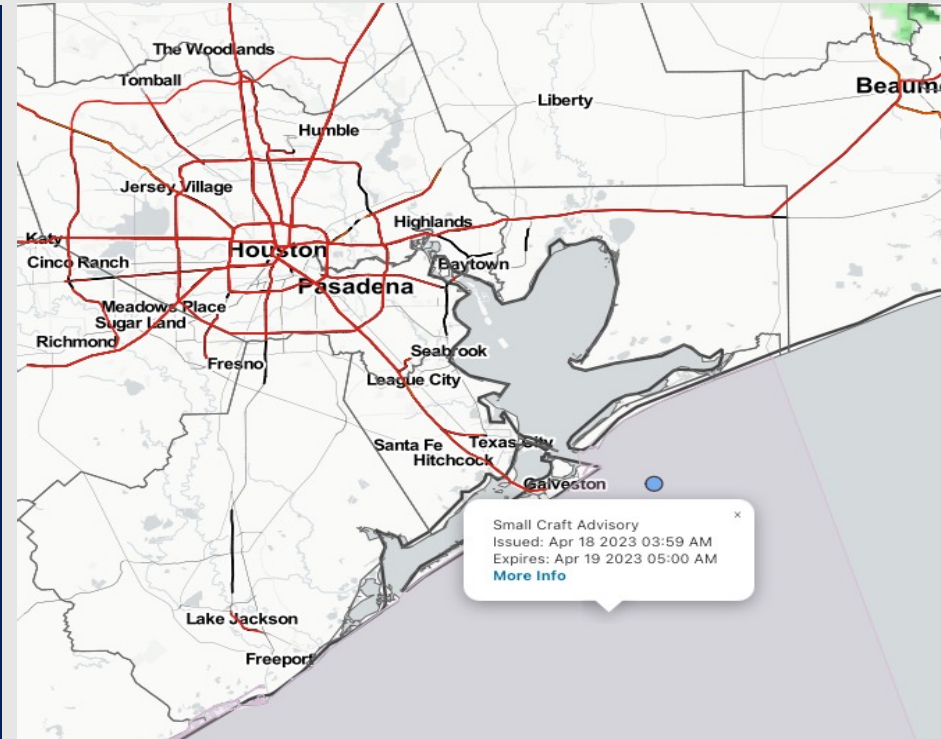 The Woodlands
Tomball
Liberty
Beaum
Humble
Jersey Village
Highlands
Katy
Houston
Cinco Ranch
Baytown
Pasadena
Meadows Place
Sugar Land
Richmond
Seabrook
Fresno
League City
Santa Fe
Texas City
Hitchcock
Galveston
×
Small Craft Advisory
Issued: Apr 18 2023 03:59 AM
Expires: Apr 19 2023 05:00 AM
More Info
Lake Jackson
Freeport